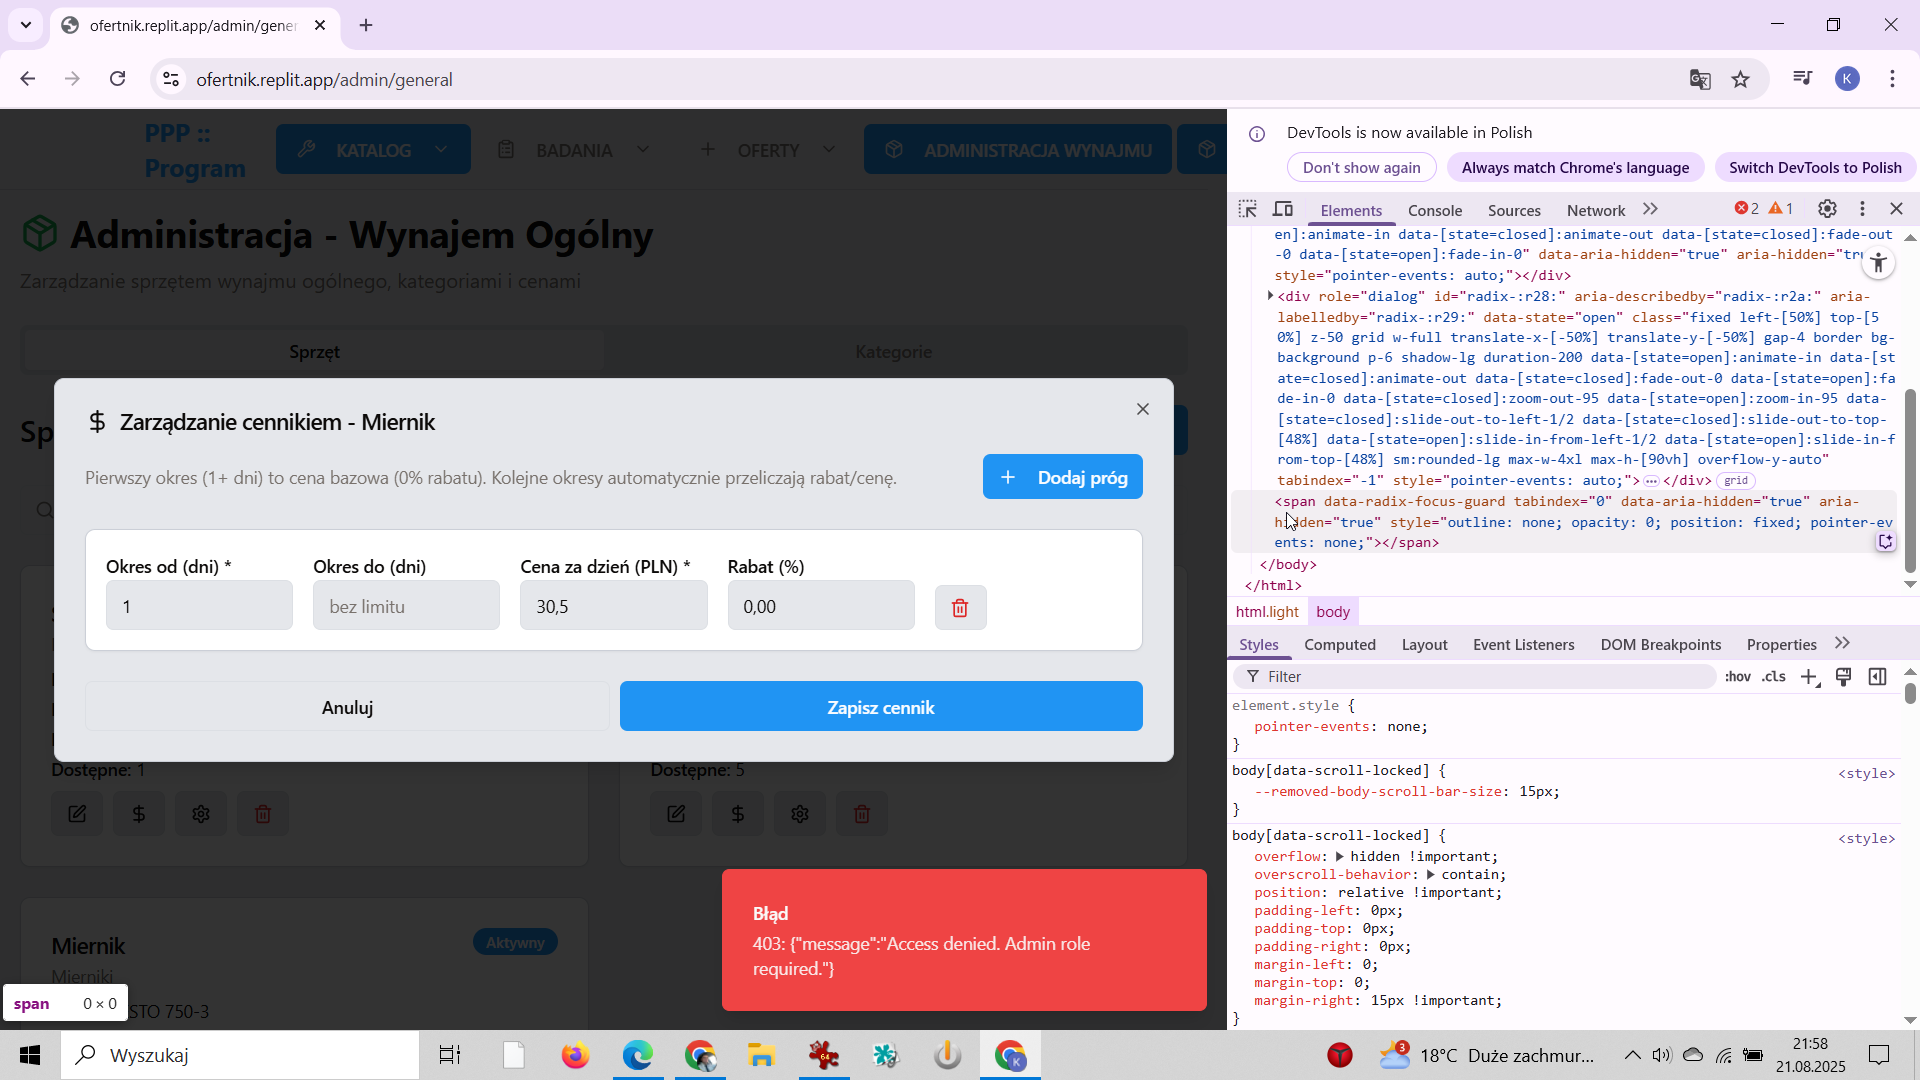 ofertnik.replit.app/admin/gener
ofertnik.replit.app/admin/general
K
PPP ::
Program
KATALOG
BADANIA
OFERTY
ADMINISTRACJA WYNAJMU
Administracja - Wynajem Ogólny
Zarządzanie sprzętem wynajmu ogólnego, kategoriami i cenami
Sprzęt
Kategorie
Sp
Zarządzanie cennikiem - Miernik
Pierwszy okres (1+ dni) to cena bazowa (0% rabatu). Kolejne okresy automatycznie przeliczają rabat/cenę.
Dodaj próg
Okres od (dni) *
Okres do (dni)
Cena za dzień (PLN) *
Rabat (%)
1
bez limitu
30,5
0,00
Anuluj
Zapisz cennik
Dostępne: 1
Dostępne: 5
Miernik
Aktywny
Mierniki
STO 750-3
span 0 × 0
Błąd
403: {"message":"Access denied. Admin role
required."}
DevTools is now available in Polish
Don't show again
Always match Chrome's language
Switch DevTools to Polish
Elements
Console
Sources
Network
2
1
en]:animate-in data-[state=closed]:animate-out data-[state=closed]:fade-out
-0 data-[state=open]:fade-in-0" data-aria-hidden="true" aria-hidden="tr
style="pointer-events: auto;"></div>
<div role="dialog" id="radix-:r28:" aria-describedby="radix-:r2a:" aria-
labelledby="radix-:r29:" data-state="open" class="fixed left-[50%] top-[5
0%] z-50 grid w-full translate-x-[-50%] translate-y-[-50%] gap-4 border bg-
background p-6 shadow-lg duration-200 data-[state=open]:animate-in data-[st
ate=closed]:animate-out data-[state=closed]:fade-out-0 data-[state=open]:fa
de-in-0 data-[state=closed]:zoom-out-95 data-[state=open]:zoom-in-95 data-
[state=closed]:slide-out-to-left-1/2 data-[state=closed]:slide-out-to-top-
[48%] data-[state=open]:slide-in-from-left-1/2 data-[state=open]:slide-in-f
rom-top-[48%] sm:rounded-lg max-w-4xl max-h-[90vh] overflow-y-auto"
tabindex="-1" style="pointer-events: auto;"> … </div> grid
<span data-radix-focus-guard tabindex="0" data-aria-hidden="true" aria-
hidden="true" style="outline: none; opacity: 0; position: fixed; pointer-ev
ents: none;"></span>
</body>
</html>
html.light
body
Styles
Computed
Layout
Event Listeners
DOM Breakpoints
Properties
Filter
:hov
.cls
element.style {
pointer-events: none;
}
body[data-scroll-locked] {
<style>
--removed-body-scroll-bar-size: 15px;
}
body[data-scroll-locked] {
<style>
overflow: hidden !important;
overscroll-behavior: contain;
position: relative !important;
padding-left: 0px;
padding-top: 0px;
padding-right: 0px;
margin-left: 0;
margin-top: 0;
margin-right: 15px !important;
}
Wyszukaj
64
K
3
18°C Duże zachmur...
21:58
21.08.2025